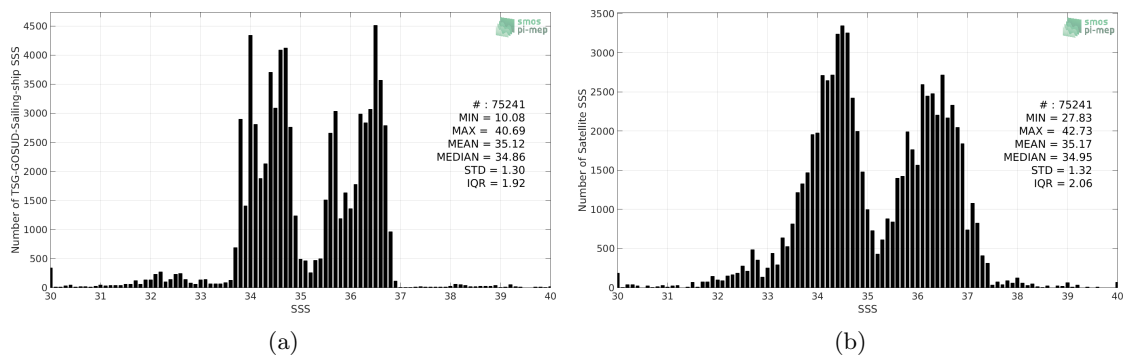 4500
4000
3500
3000
2500
2000
1500
1000
500
0
Number of TSG-GOSUD-Sailing-ship SSS
smos
pi-mep
# : 75241
MIN = 10.08
MAX = 40.69
MEAN = 35.12
MEDIAN = 34.86
STD = 1.30
IQR = 1.92
30 31 32 33 34 35 36 37 38 39 40
SSS
(a)
3500
3000
2500
2000
1500
1000
500
0
Number of Satellite SSS
smos
pi-mep
# : 75241
MIN = 27.83
MAX = 42.73
MEAN = 35.17
MEDIAN = 34.95
STD = 1.32
IQR = 2.06
30 31 32 33 34 35 36 37 38 39 40
SSS
(b)